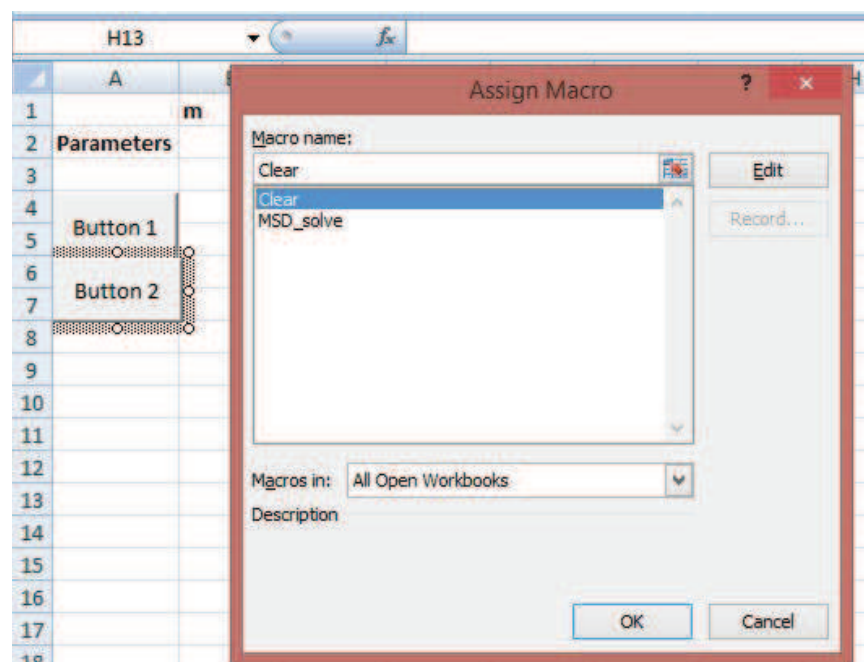 H13 fx
A H
Assign Macro ?
1 m
2 Parameters
3
4
5
6
7
8
9
10
11
12
13
14
15
16
17
18
Button 1
Button 2
Macro name:
Clear
Edit
Clear
MSD_solve
Record...
Macros in: All Open Workbooks
Description
OK Cancel